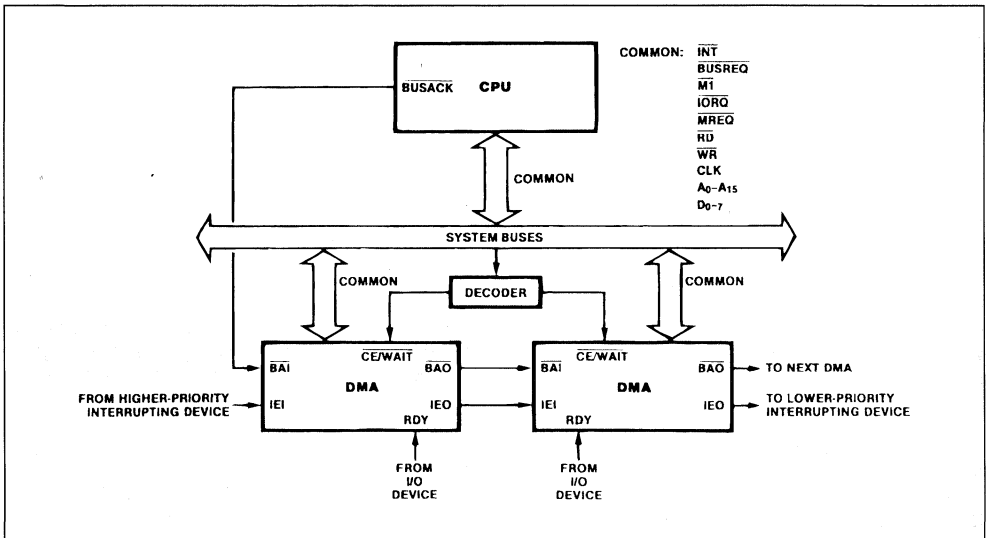 BUSACK CPU
COMMON: INT
BUSREQ
M1
IORQ
MREQ
RD
WR
CLK
A0-A15
D0-7
COMMON
SYSTEM BUSES
COMMON
DECODER
COMMON
CE/WAIT
BAI
BAO
DMA
IEI
IEO
RDY
CE/WAIT
BAI
BAO
DMA
IEI
IEO
RDY
FROM HIGHER-PRIORITY
INTERRUPTING DEVICE
TO NEXT DMA
TO LOWER-PRIORITY
INTERRUPTING DEVICE
FROM
I/O
DEVICE
FROM
I/O
DEVICE